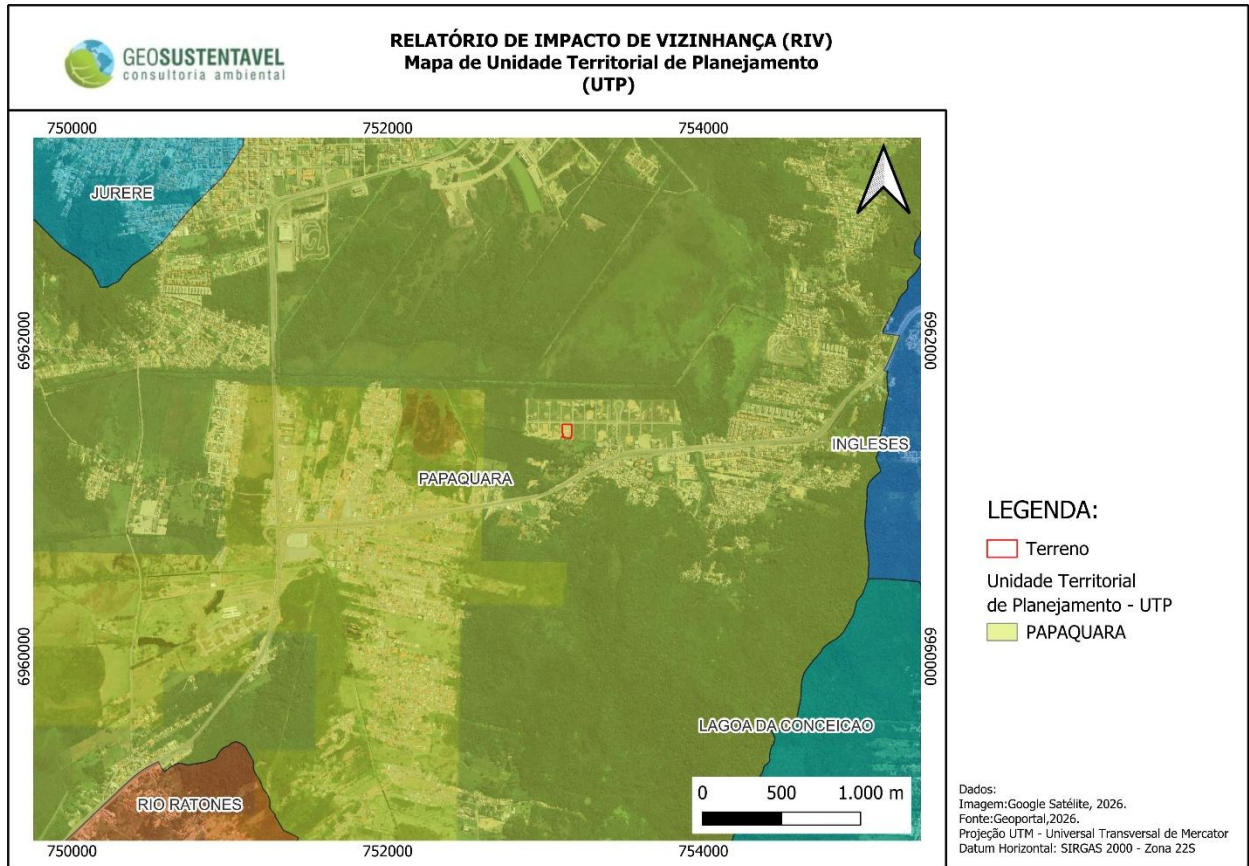 GEOSUSTENTAVEL
consultoria ambiental
RELATÓRIO DE IMPACTO DE VIZINHANÇA (RIV)
Mapa de Unidade Territorial de Planejamento
(UTP)
750000
752000
754000
JURERE
6962000
6962000
INGLESES
PAPAQUARA
6960000
6960000
LAGOA DA CONCEICAO
RIO RATONES
0 500 1.000 m
750000
752000
754000
LEGENDA:
Terreno
Unidade Territorial
de Planejamento - UTP
PAPAQUARA
Dados:
Imagem:Google Satélite, 2026.
Fonte:Geoportal,2026.
Projeção UTM - Universal Transversal de Mercator
Datum Horizontal: SIRGAS 2000 - Zona 22S